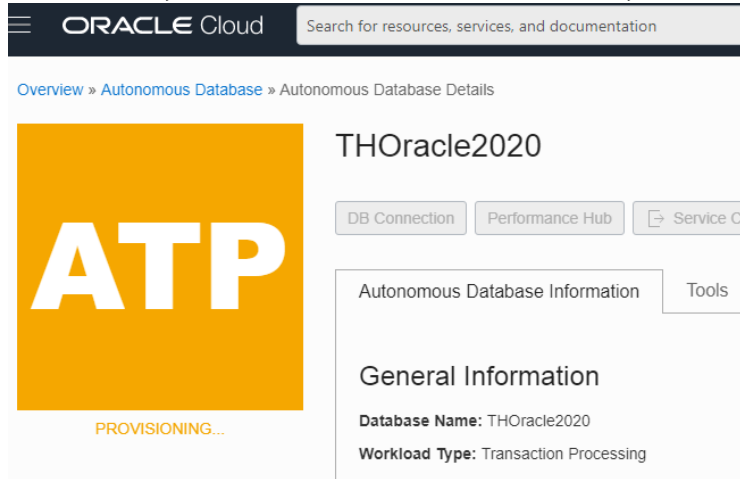 ORACLE Cloud
Search for resources, services, and documentation
Overview » Autonomous Database » Autonomous Database Details
ATP
PROVISIONING...
THOracle2020
DB Connection
Performance Hub
Service
Autonomous Database Information
Tools
General Information
Database Name: THOracle2020
Workload Type: Transaction Processing